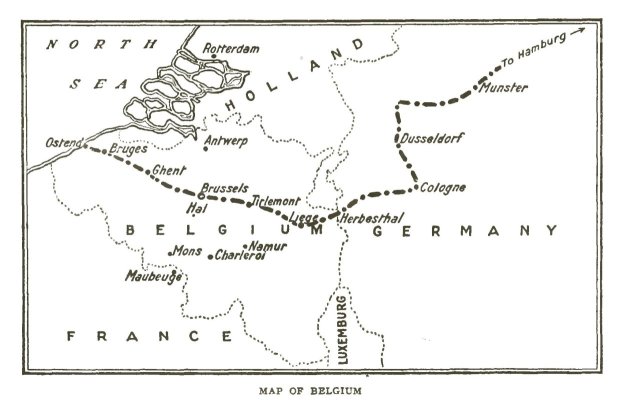 NORTH
SEA
Rotterdam
HOLLAND
To Hamburg
Munster
Antwerp
Dusseldorf
Ostend
Bruges
Ghent
Brussels
Hal
Tirlemont
Liege
Herbesthal
Cologne
BELGIUM
GERMANY
Mons
Namur
Charleroi
Maubeuge
LUXEMBURG
FRANCE
MAP OF BELGIUM